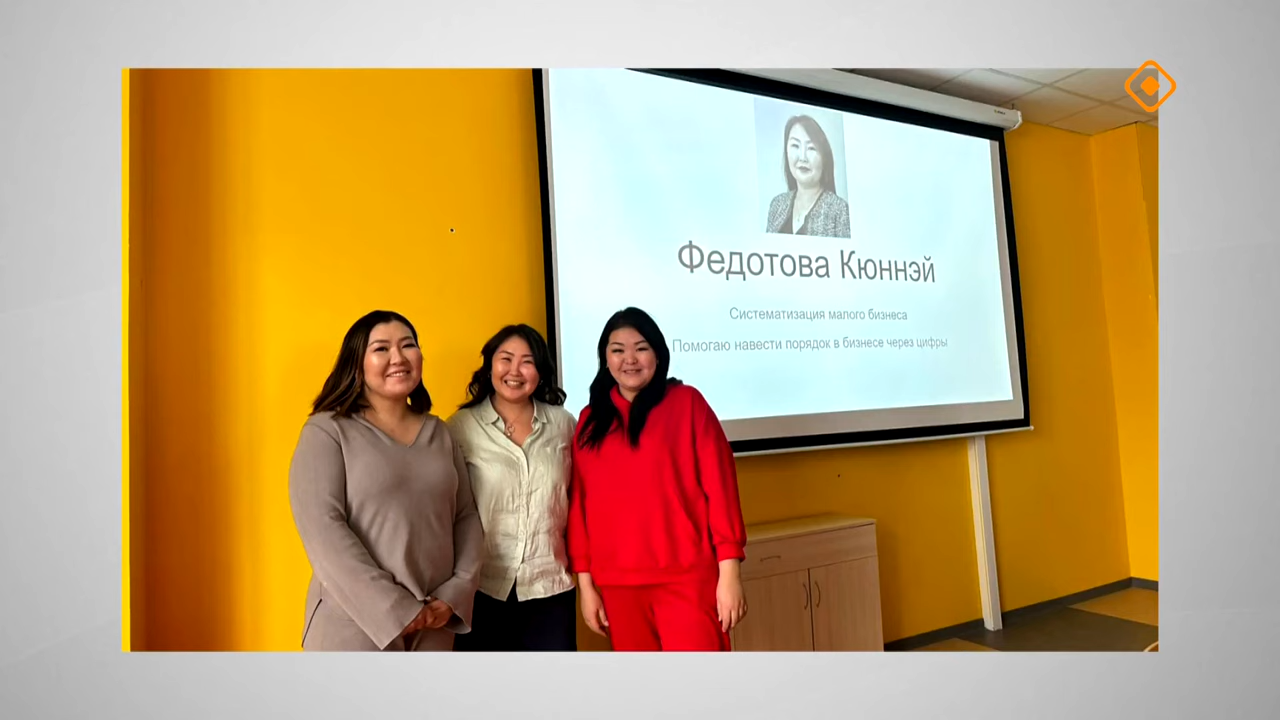 Федотова Кюннэй
Систематизация малого бизнеса
Помогаю навести порядок в бизнесе через цифры